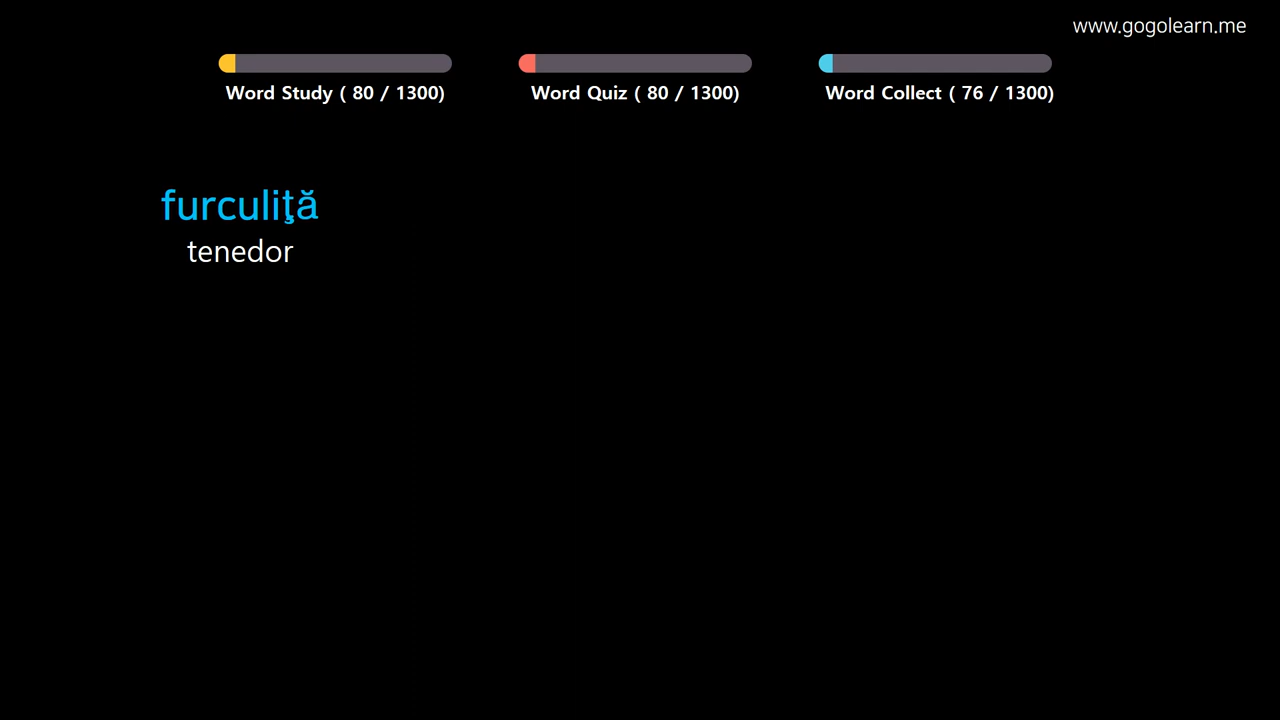 www.gogolearn.me
Word Study ( 80 / 1300)
Word Quiz ( 80 / 1300)
Word Collect ( 76 / 1300)
furculiţă
tenedor